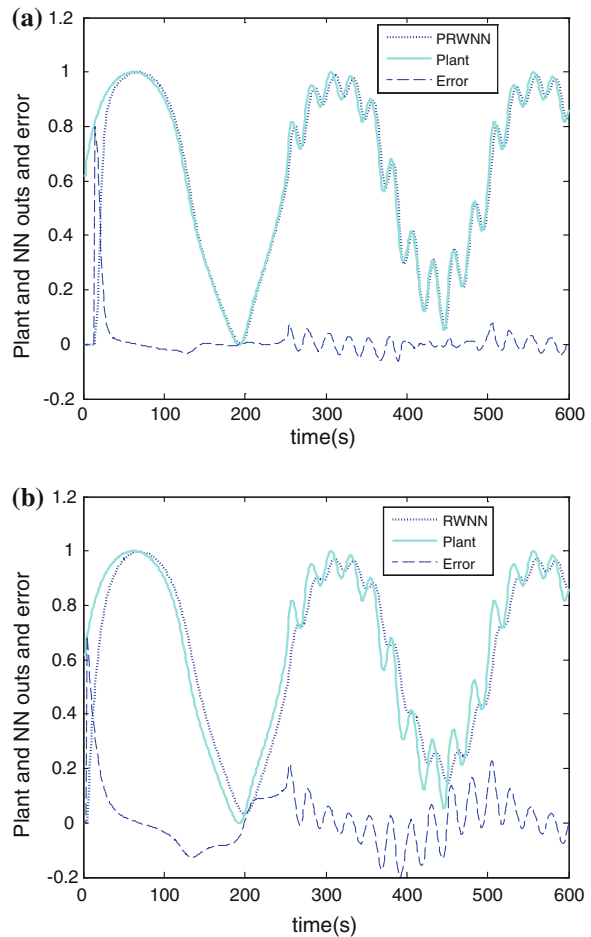 (a)
1.2
1
0.8
0.6
0.4
0.2
0
-0.2
Plant and NN outs and error
PRWNN
Plant
Error
0 100 200 300 400 500 600
time(s)
(b)
1.2
1
0.8
0.6
0.4
0.2
0
-0.2
Plant and NN outs and error
RWNN
Plant
Error
0 100 200 300 400 500 600
time(s)